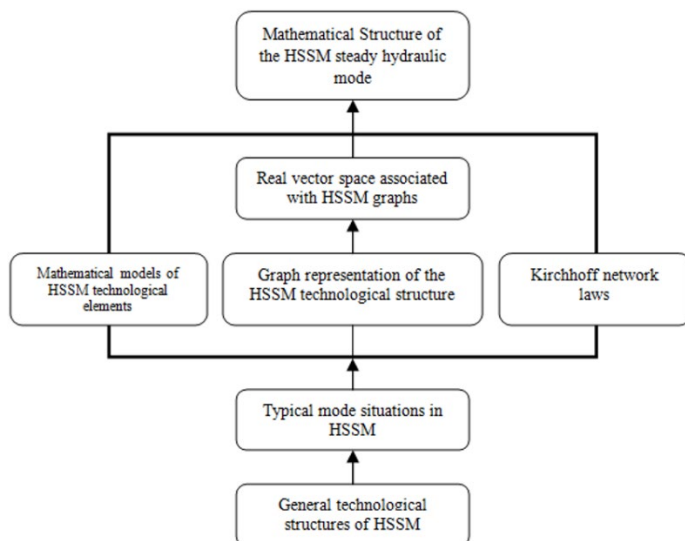 Mathematical Structure of
the HSSM steady hydraulic
mode
Real vector space associated
with HSSM graphs
Mathematical models of
HSSM technological
elements
Graph representation of the
HSSM technological structure
Kirchhoff network
laws
Typical mode situations in
HSSM
General technological
structures of HSSM